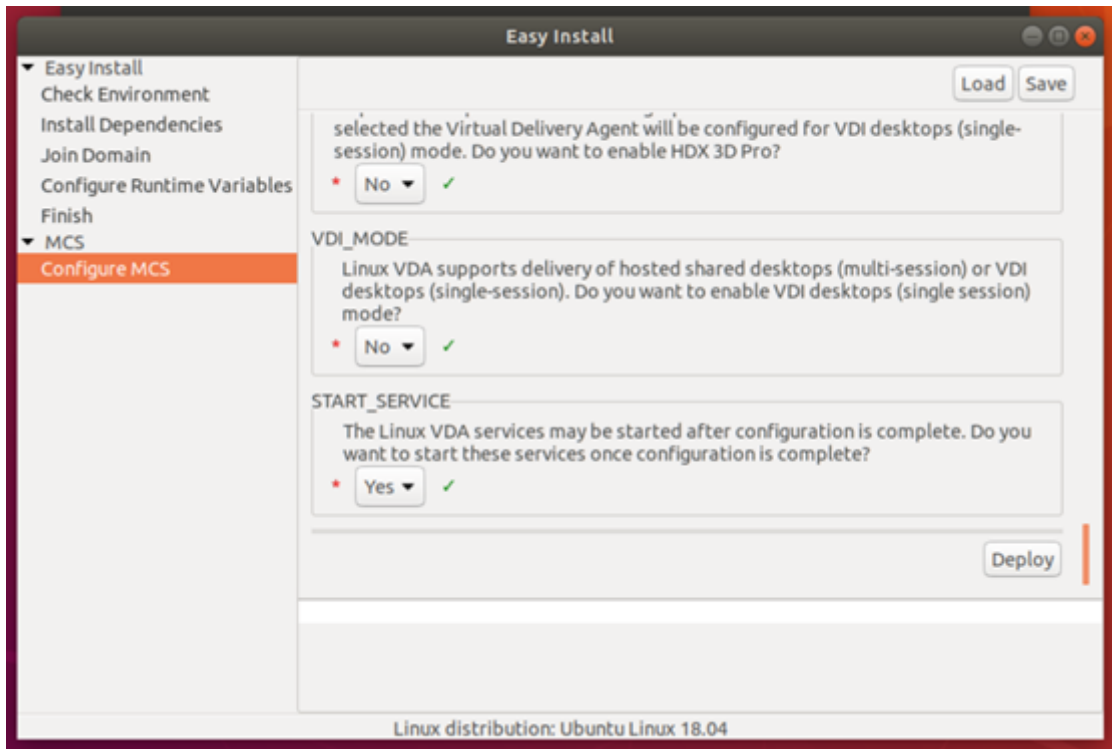 Easy Install
Easy Install
Check Environment
Install Dependencies
Join Domain
Configure Runtime Variables
Finish
MCS
Configure MCS
Load Save
selected the Virtual Delivery Agent will be configured for VDI desktops (single-
session) mode. Do you want to enable HDX 3D Pro?
* No ✓
VDI_MODE
Linux VDA supports delivery of hosted shared desktops (multi-session) or VDI
desktops (single-session). Do you want to enable VDI desktops (single session)
mode?
* No ✓
START_SERVICE
The Linux VDA services may be started after configuration is complete. Do you
want to start these services once configuration is complete?
* Yes ✓
Deploy
Linux distribution: Ubuntu Linux 18.04